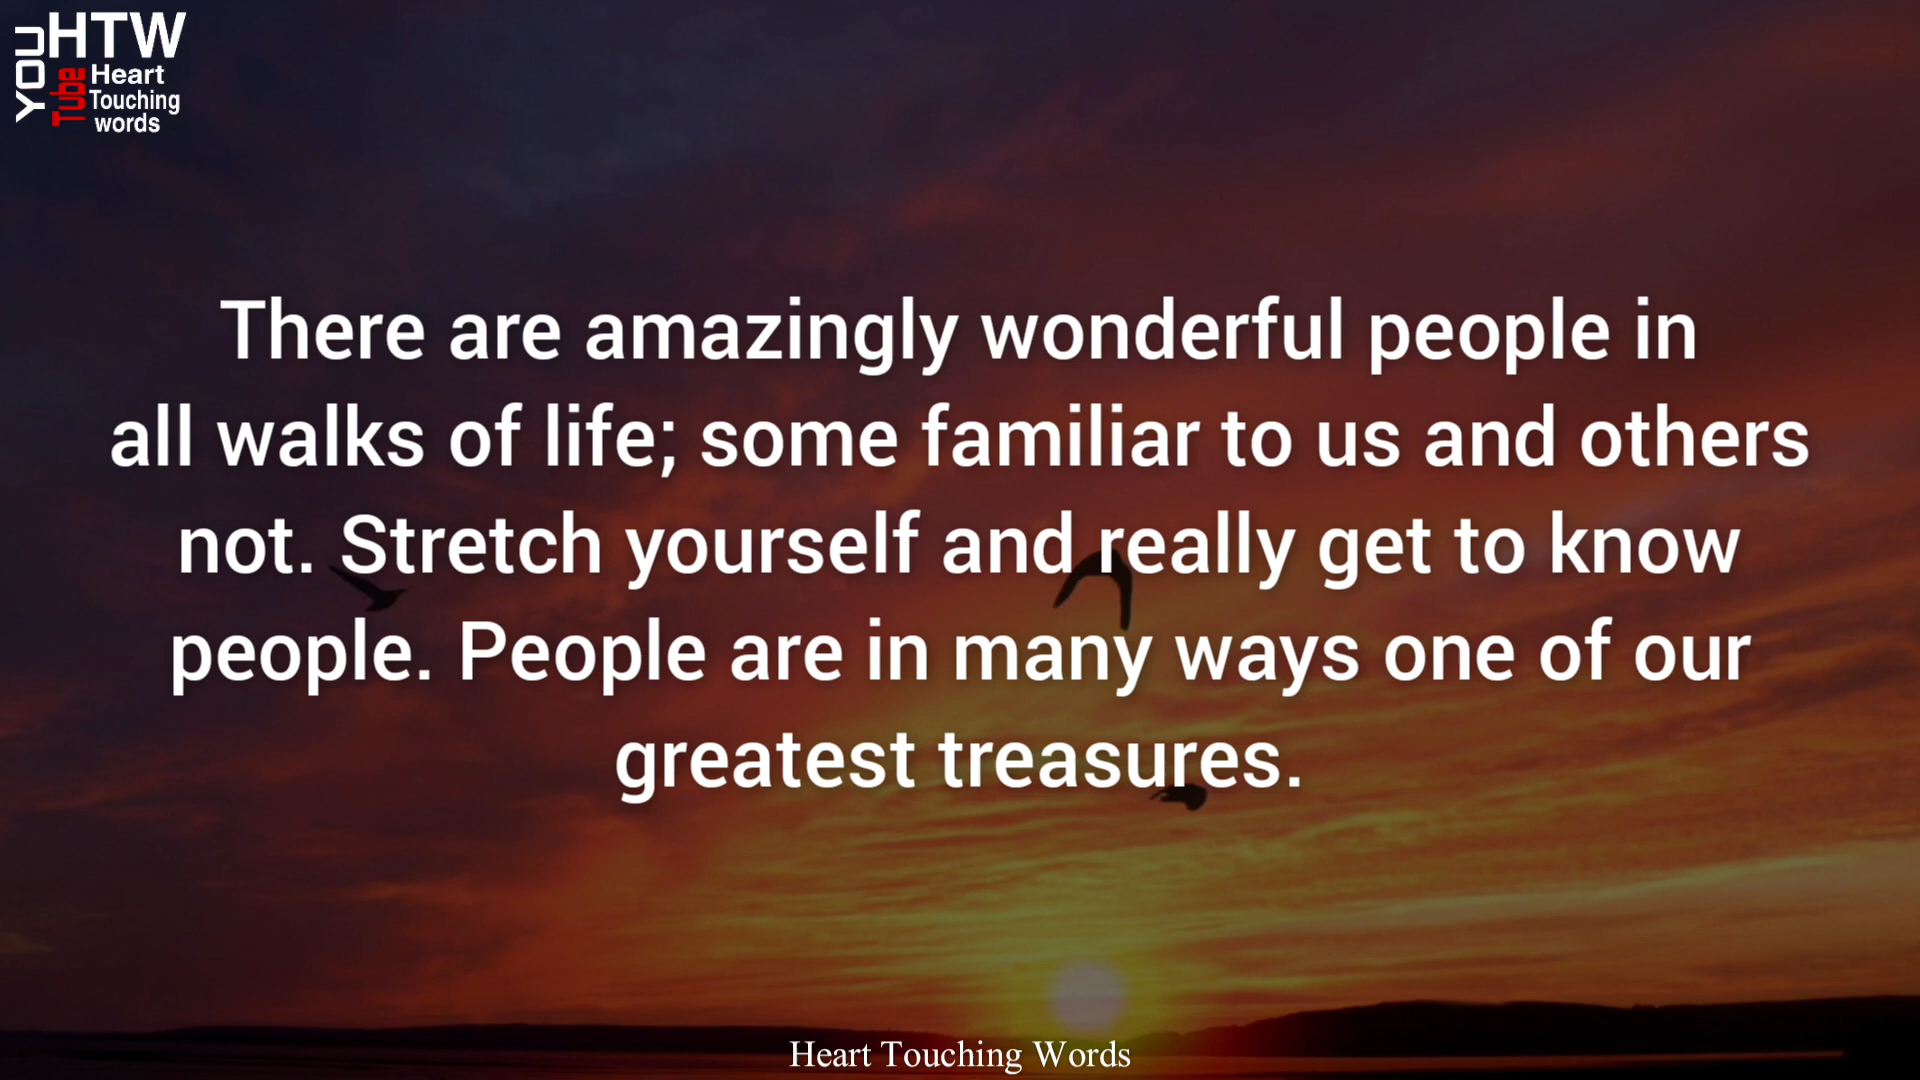 YOU
Tube
HTW
Heart
Touching
words
There are amazingly wonderful people in
all walks of life; some familiar to us and others
not. Stretch yourself and really get to know
people. People are in many ways one of our
greatest treasures.
Heart Touching Words